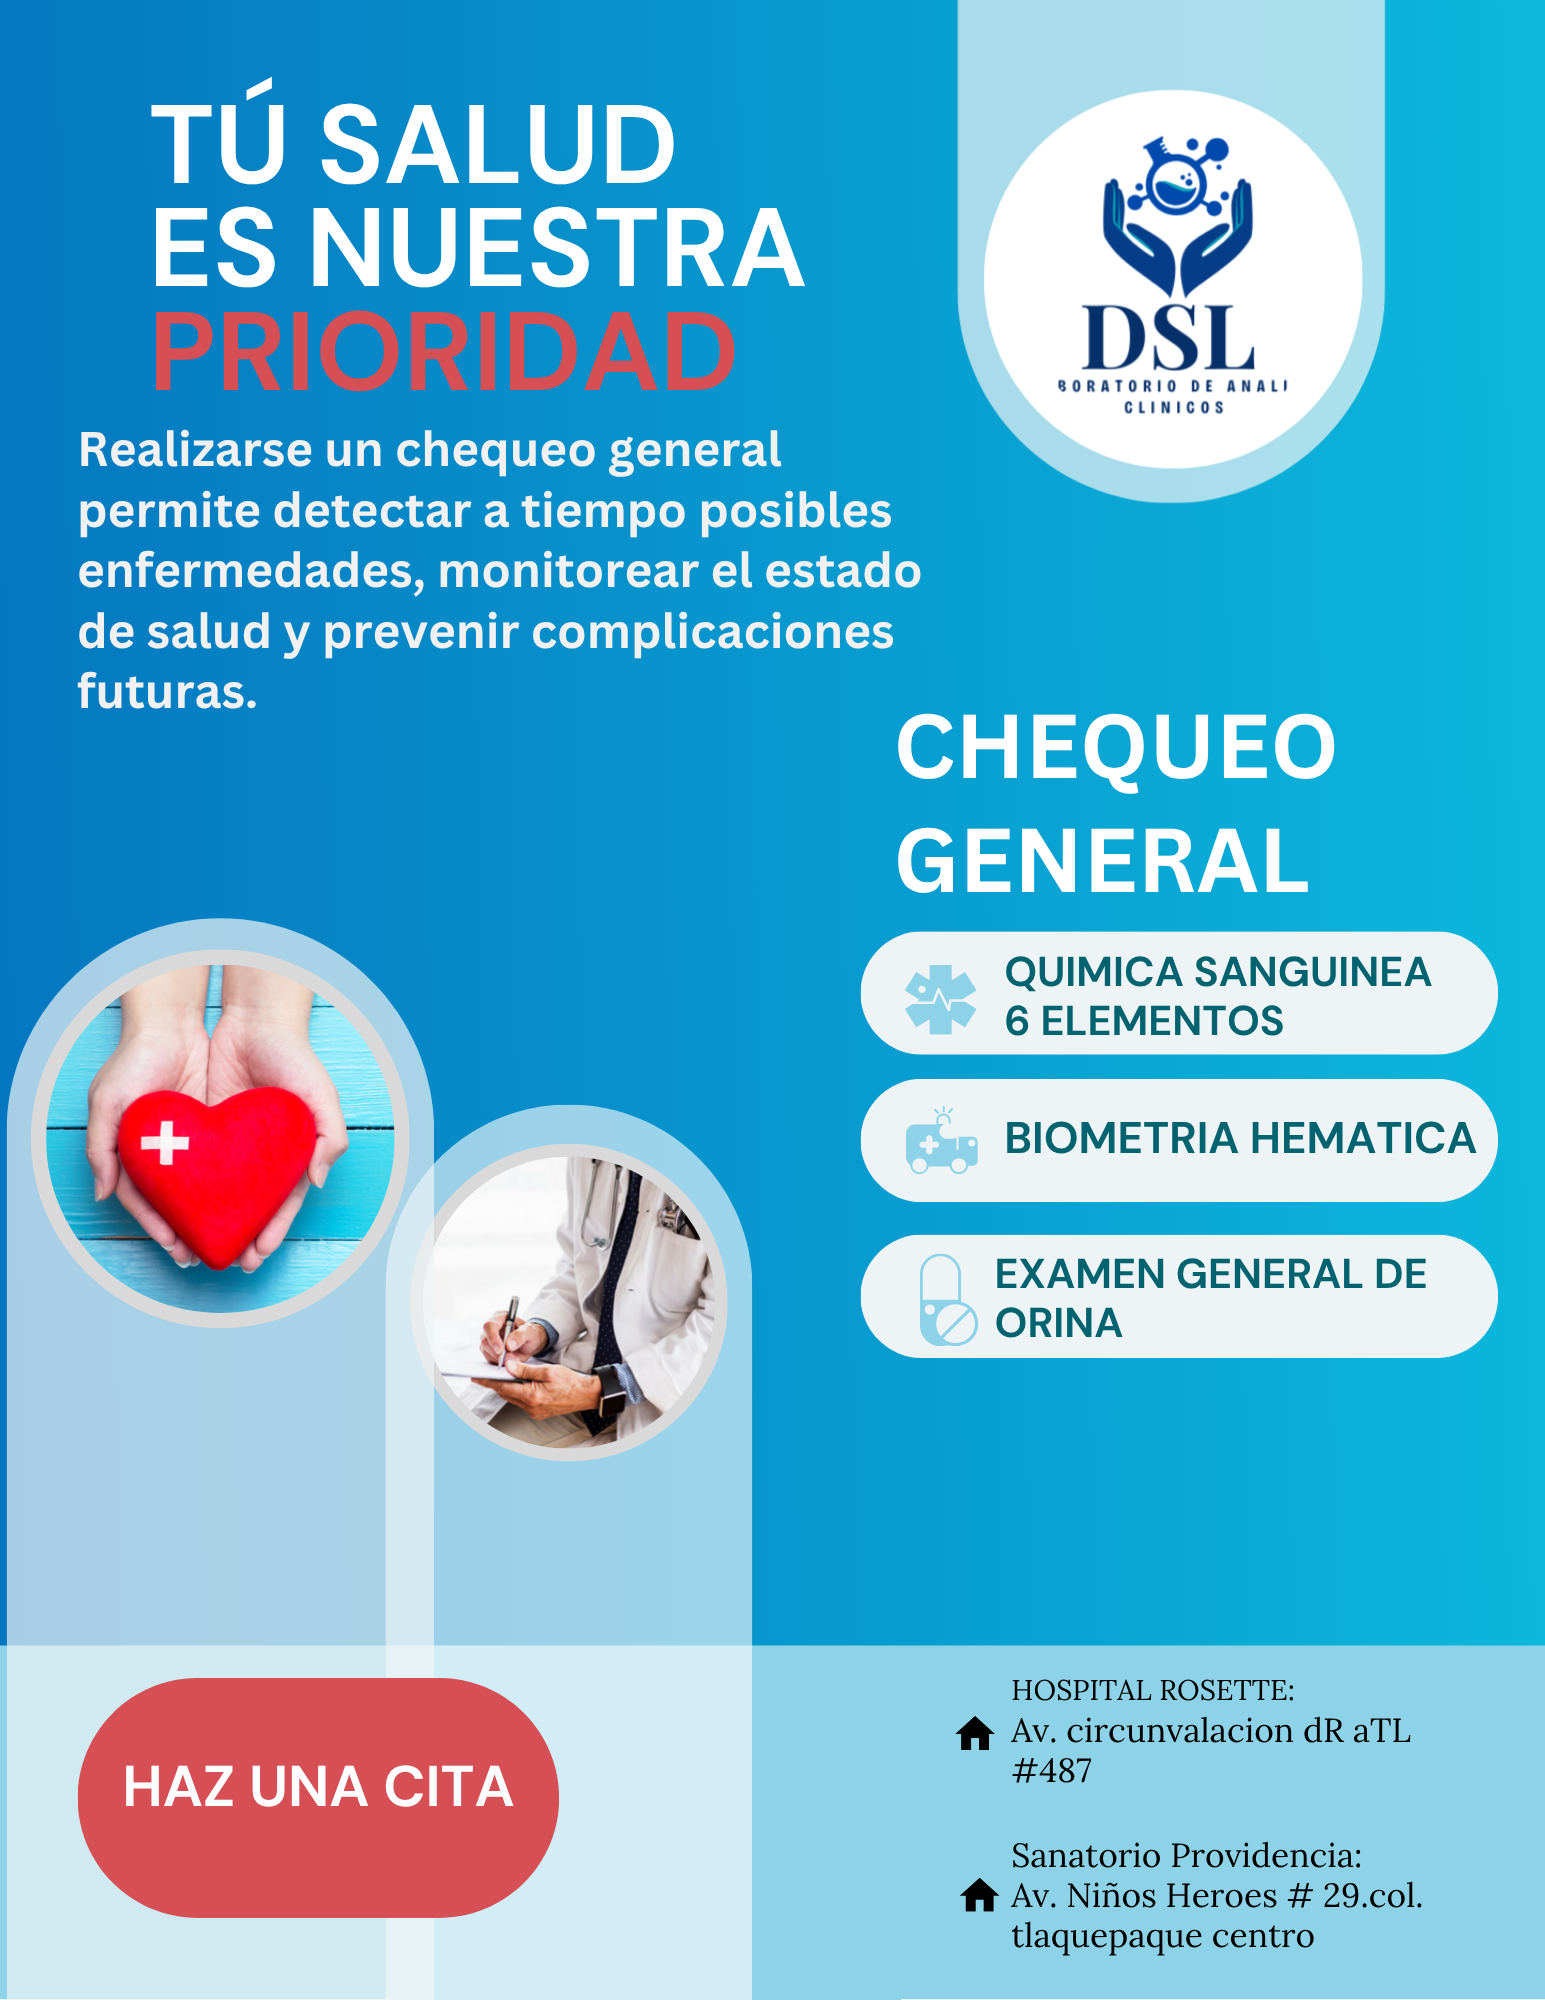 TÚ SALUD
ES NUESTRA
PRIORIDAD
Realizarse un chequeo general
permite detectar a tiempo posibles
enfermedades, monitorear el estado
de salud y prevenir complicaciones
futuras.
DSL
BORATORIO DE ANALI
CLINICOS
CHEQUEO
GENERAL
QUIMICA SANGUINEA
6 ELEMENTOS
BIOMETRIA HEMATICA
EXAMEN GENERAL DE
ORINA
HAZ UNA CITA
HOSPITAL ROSETTE:
Av. circunvalacion dR aTL
#487
Sanatorio Providencia:
Av. Niños Heroes # 29.col.
tlaquepaque centro